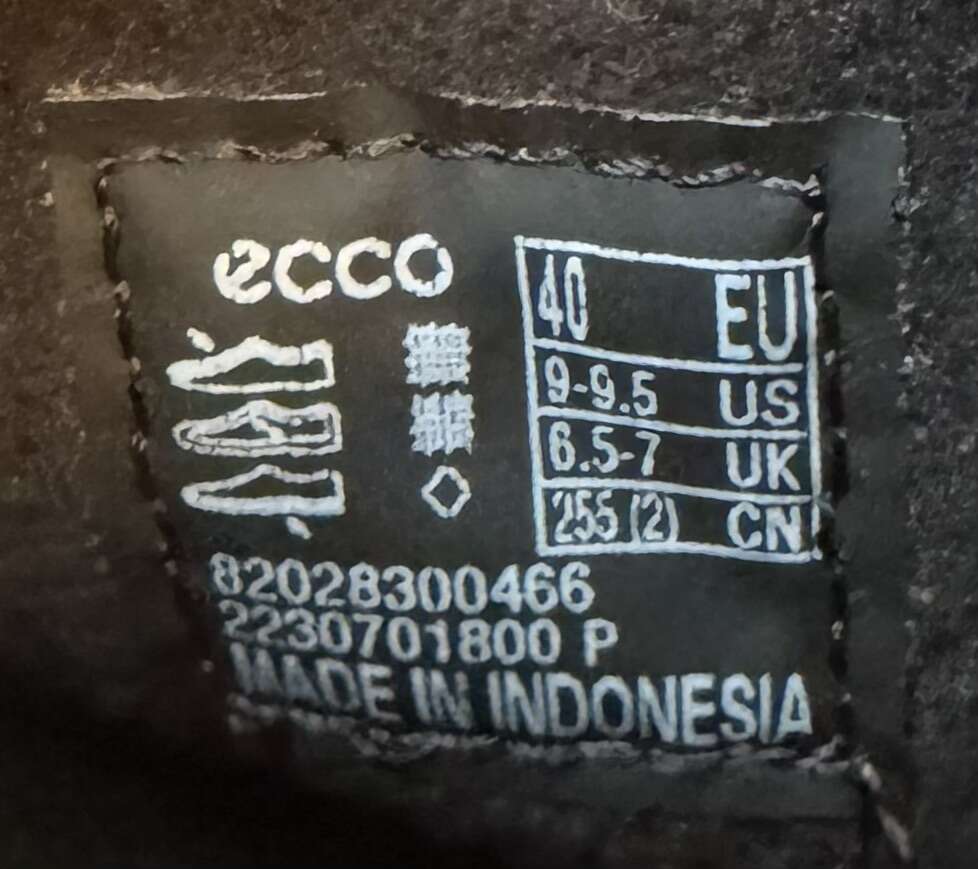 ecco
40 EU
9-9.5 US
6.5-7 UK
255 (2) CN
82028300466
2230701800 P
MADE IN INDONESIA